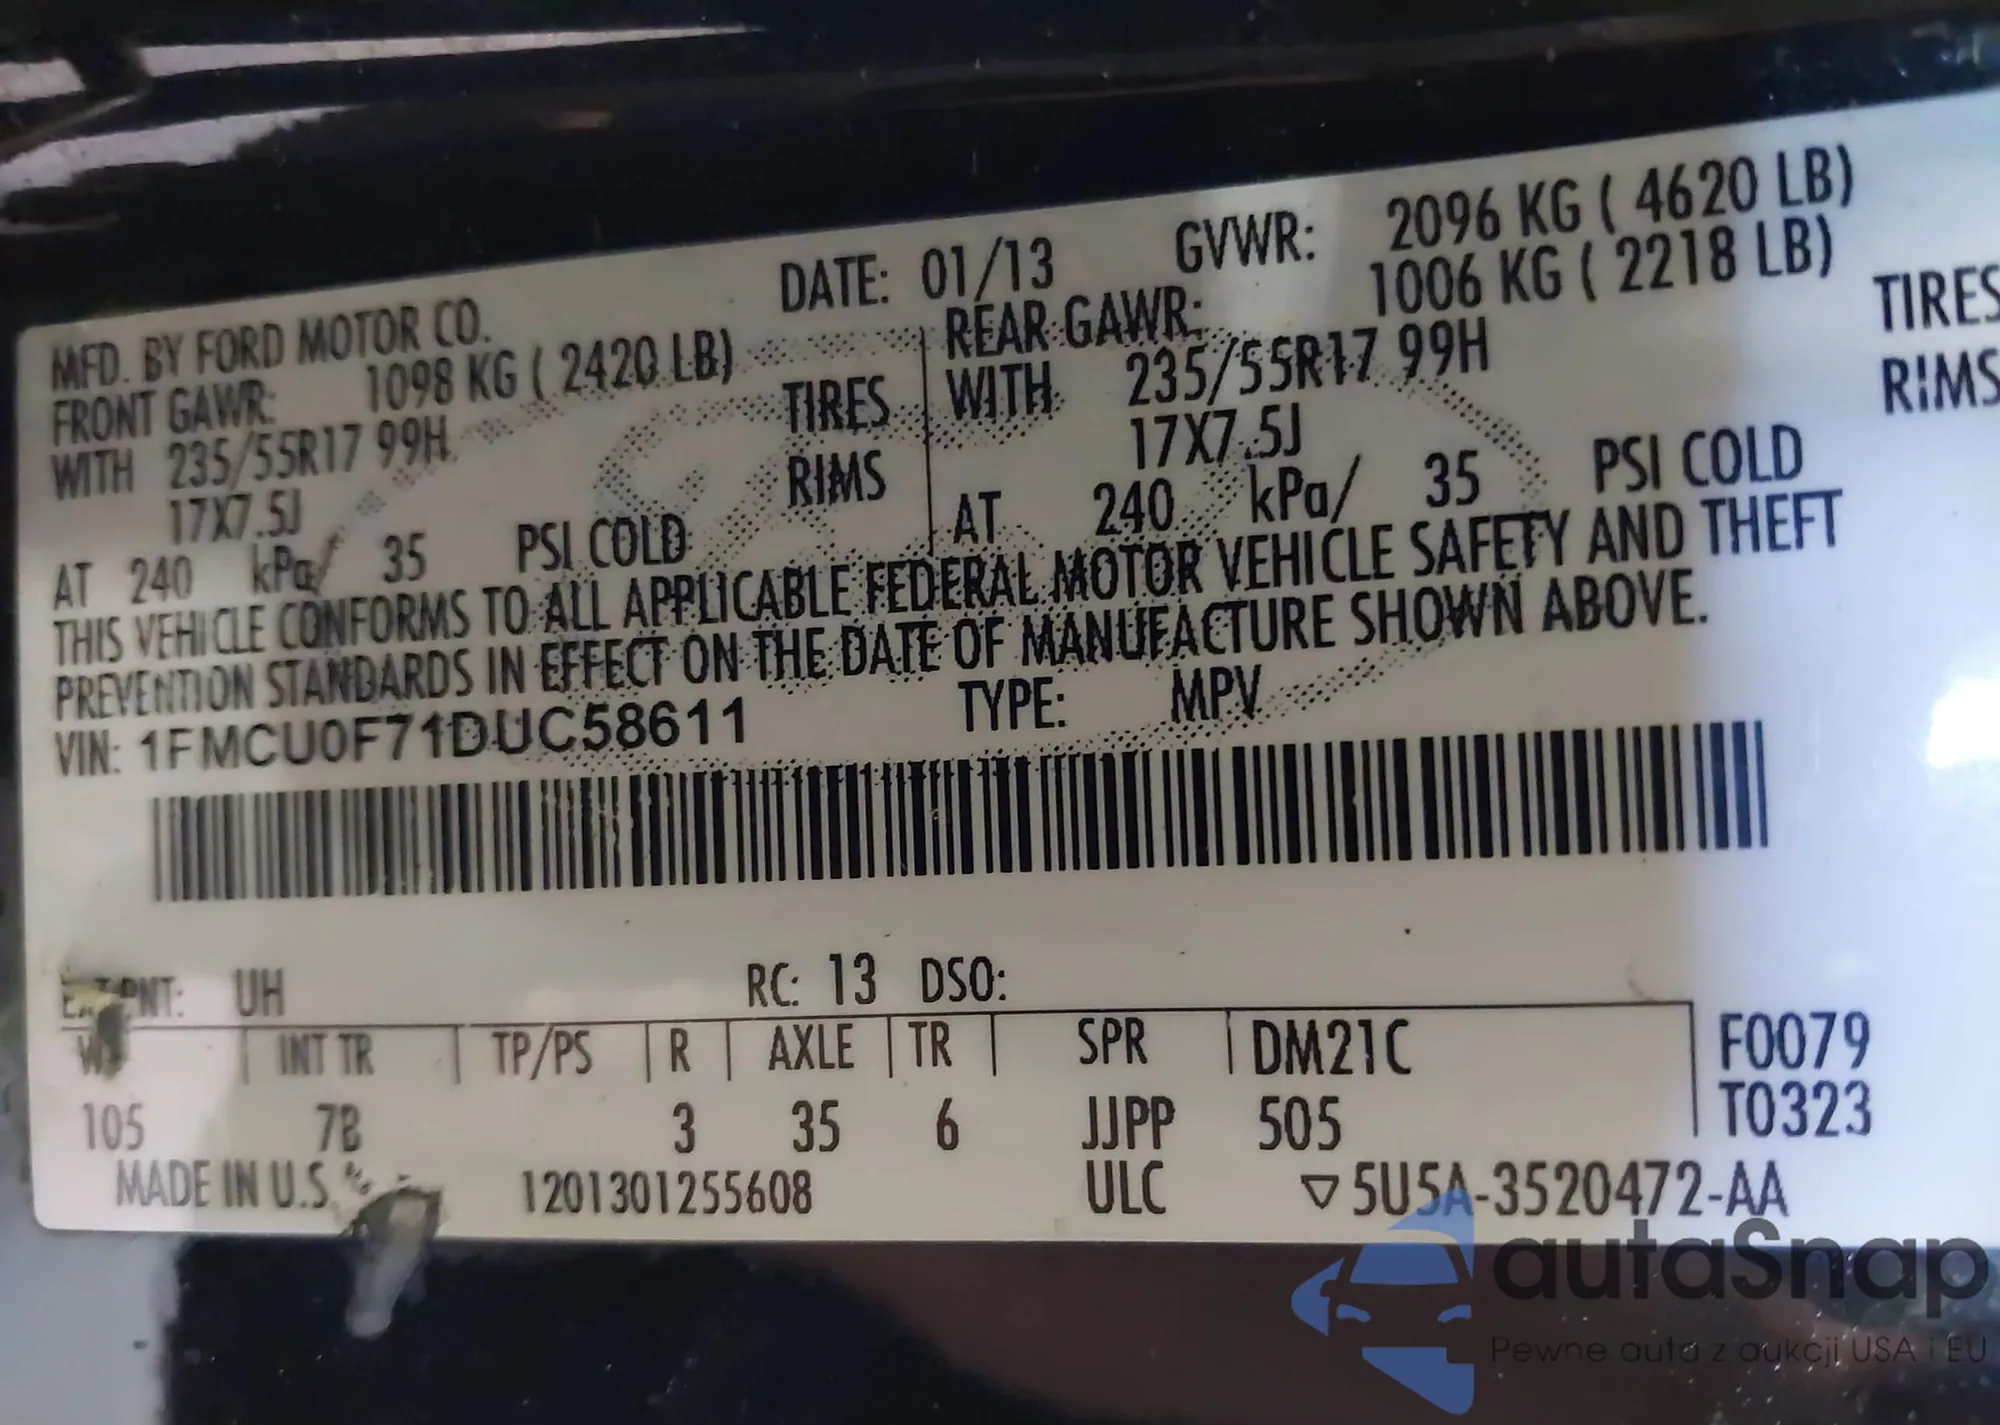 MFD. BY FORD MOTOR CO.
DATE: 01/13
GVWR: 2096 KG ( 4620 LB)
FRONT GAWR: 1098 KG ( 2420 LB)
WITH 235/55R17 99H TIRES
17X7.5J RIMS
AT 240 kPa/ 35 PSI COLD
REAR GAWR: 1006 KG ( 2218 LB)
WITH 235/55R17 99H TIRES
17X7.5J RIMS
AT 240 kPa/ 35 PSI COLD
THIS VEHICLE CONFORMS TO ALL APPLICABLE FEDERAL MOTOR VEHICLE SAFETY AND THEFT
PREVENTION STANDARDS IN EFFECT ON THE DATE OF MANUFACTURE SHOWN ABOVE.
VIN: 1FMCU0F71DUC58611 TYPE: MPV
PNT: UH RC: 13 DSO:
INT TR TP/PS R AXLE TR SPR DM21C F0079
105 7B 3 35 6 JJPP 505 T0323
MADE IN U.S. 1201301255608 ULC ▽5U5A-3520472-AA
autaSnap
Pewne auta z aukcji USA i EU